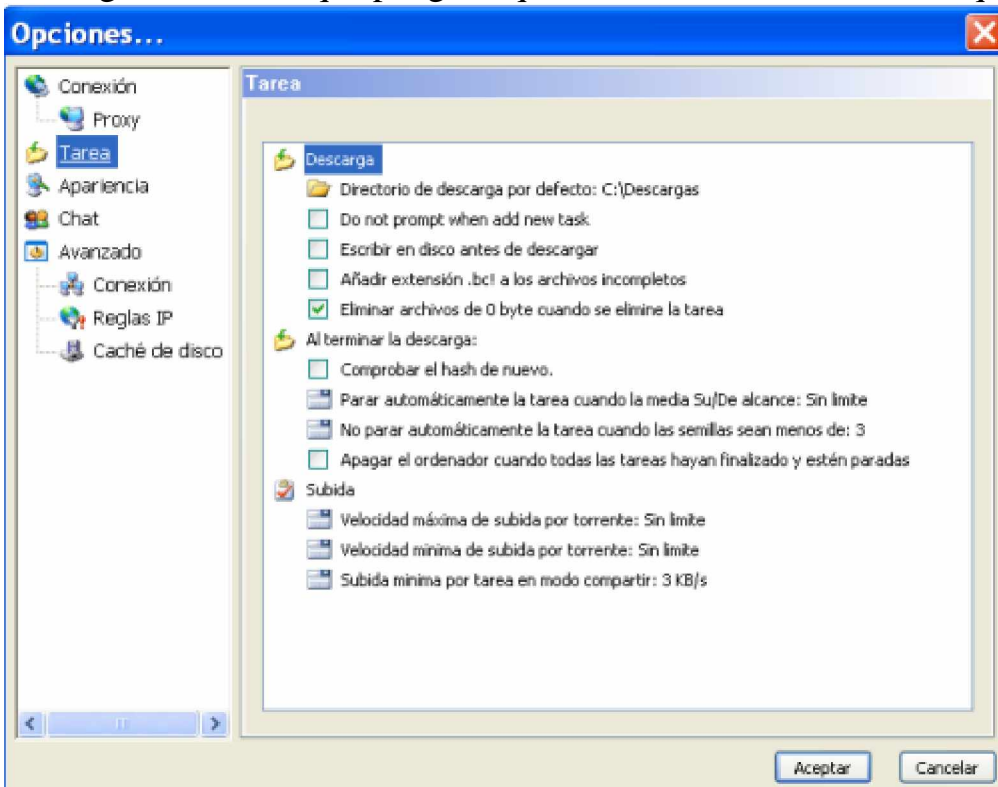 Opciones...
Conexión
Proxy
Tarea
Apariencia
Chat
Avanzado
Conexión
Reglas IP
Caché de disco
Tarea
Descarga
Directorio de descarga por defecto: C:\Descargas
Do not prompt when add new task
Escribir en disco antes de descargar
Añadir extensión .bc! a los archivos incompletos
Eliminar archivos de 0 byte cuando se elimine la tarea
Al terminar la descarga:
Comprobar el hash de nuevo.
Parar automáticamente la tarea cuando la media Su/De alcance: Sin limite
No parar automáticamente la tarea cuando las semillas sean menos de: 3
Apagar el ordenador cuando todas las tareas hayan finalizado y estén paradas
Subida
Velocidad máxima de subida por torrente: Sin limite
Velocidad minima de subida por torrente: Sin limite
Subida minima por tarea en modo compartir: 3 KB/s
Aceptar
Cancelar